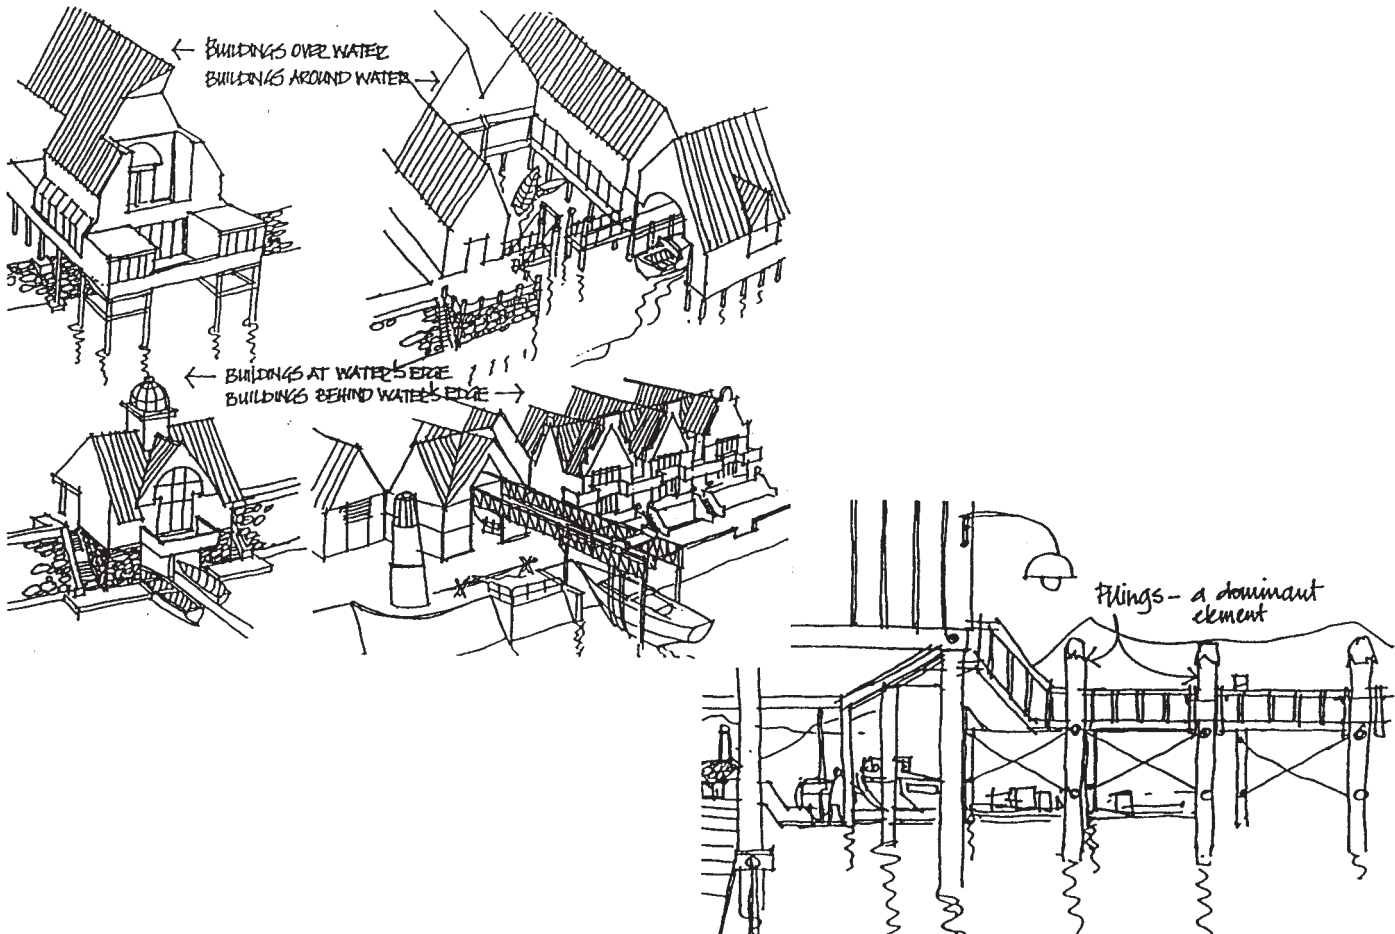 BUILDINGS OVER WATER
BUILDINGS AROUND WATER
BUILDINGS AT WATER'S EDGE
BUILDINGS BEHIND WATER'S EDGE
Pilings - a dominant
element